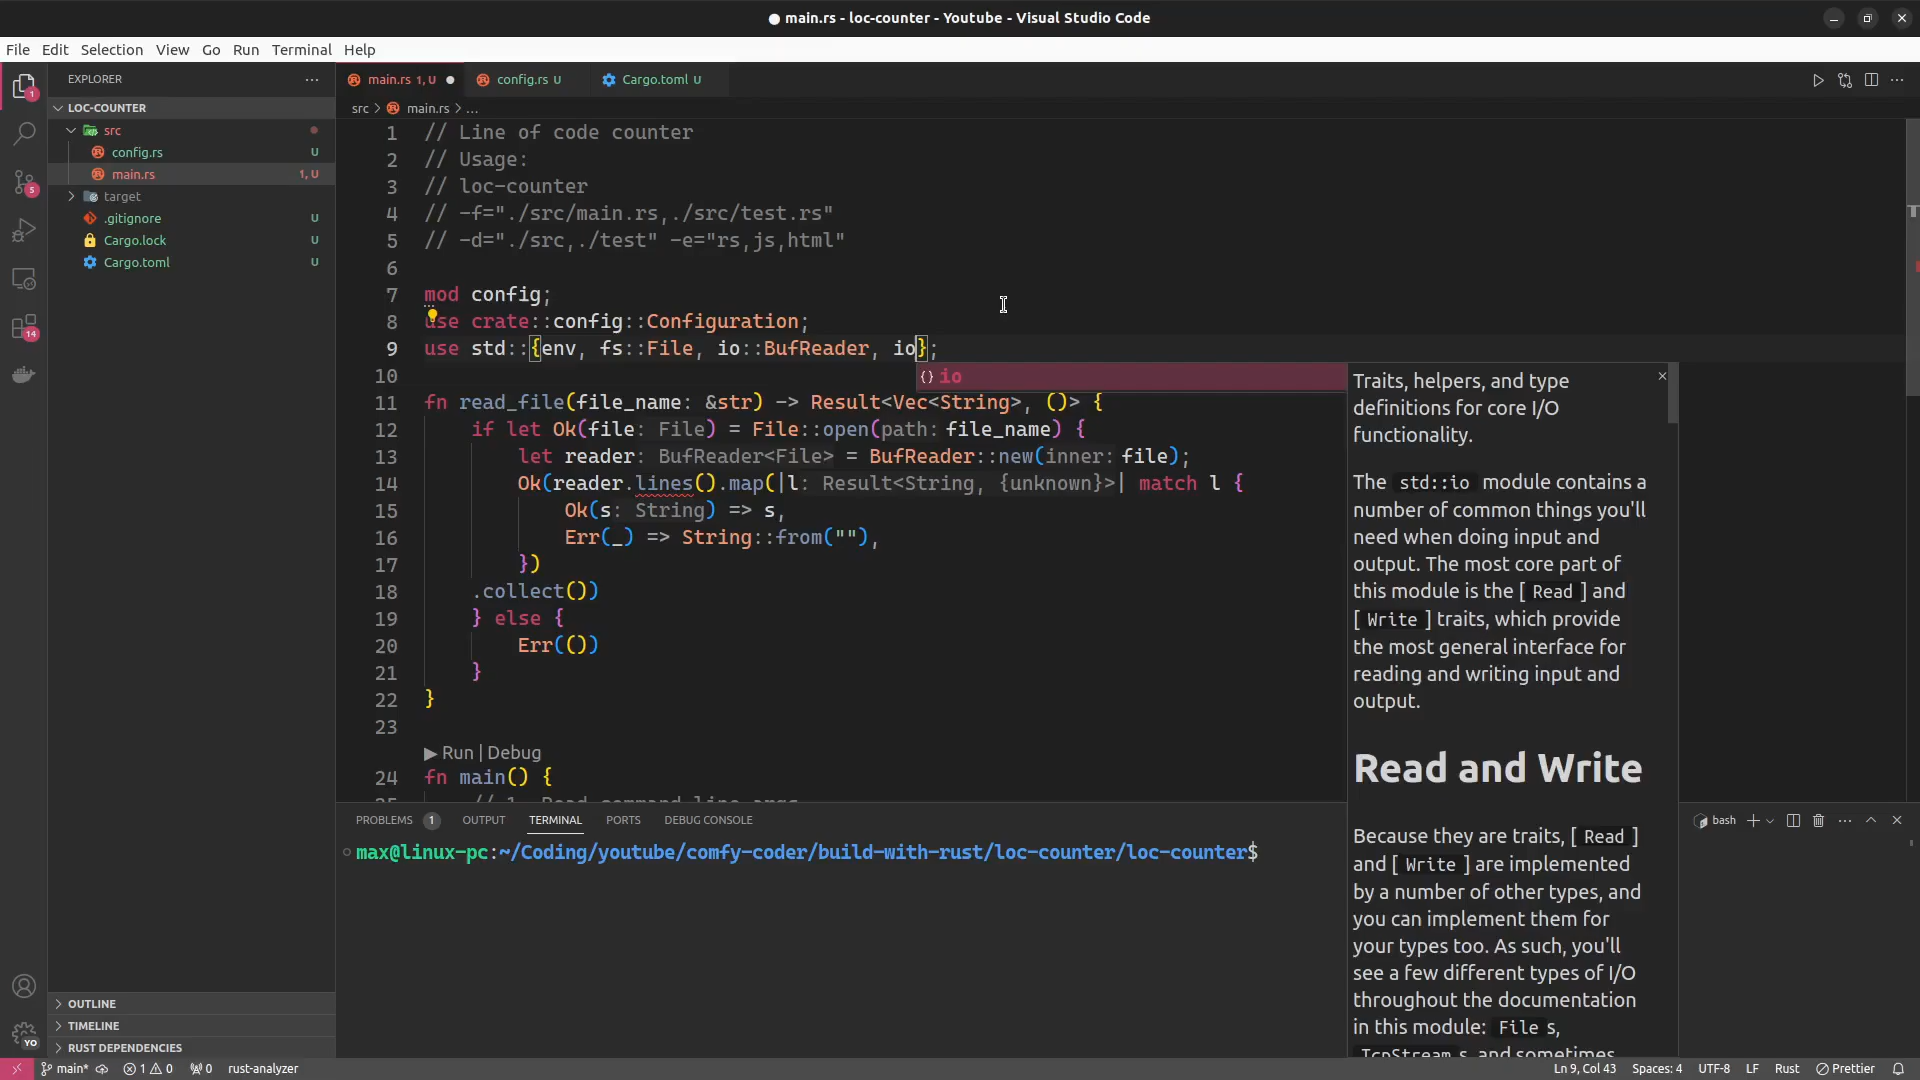 main.rs - loc-counter - Youtube - Visual Studio Code
File Edit Selection View Go Run Terminal Help
EXPLORER
LOC-COUNTER
src
config.rs U
main.rs 1, U
target
.gitignore U
Cargo.lock U
Cargo.toml U
OUTLINE
TIMELINE
RUST DEPENDENCIES
1
5
14
YO
main.rs 1, U config.rs U Cargo.toml U
src > main.rs > ...
1 // Line of code counter
2 // Usage:
3 // loc-counter
4 // -f="./src/main.rs,./src/test.rs"
5 // -d="./src,./test" -e="rs,js,html"
6
7 mod config;
8 use crate::config::Configuration;
9 use std::{env, fs::File, io::BufReader, io};
10
11 fn read_file(file_name: &str) -> Result<Vec<String>, ()> {
12 if let Ok(file: File) = File::open(path: file_name) {
13 let reader: BufReader<File> = BufReader::new(inner: file);
14 Ok(reader.lines().map(|l: Result<String, {unknown}>| match l {
15 Ok(s: String) => s,
16 Err(_) => String::from(""),
17 })
18 .collect())
19 } else {
20 Err(())
21 }
22 }
23
▶ Run | Debug
24 fn main() {
io
Traits, helpers, and type
definitions for core I/O
functionality.
The std::io module contains a
number of common things you'll
need when doing input and
output. The most core part of
this module is the [ Read ] and
[ Write ] traits, which provide
the most general interface for
reading and writing input and
output.
Read and Write
Because they are traits, [ Read ]
and [ Write ] are implemented
by a number of other types, and
you can implement them for
your types too. As such, you'll
see a few different types of I/O
throughout the documentation
in this module: File s,
TcpStream s, and sometimes
PROBLEMS 1 OUTPUT TERMINAL PORTS DEBUG CONSOLE
bash
max@linux-pc:~/Coding/youtube/comfy-coder/build-with-rust/loc-counter/loc-counter$
main* 1 0 0 rust-analyzer
Ln 9, Col 43 Spaces: 4 UTF-8 LF Rust Prettier